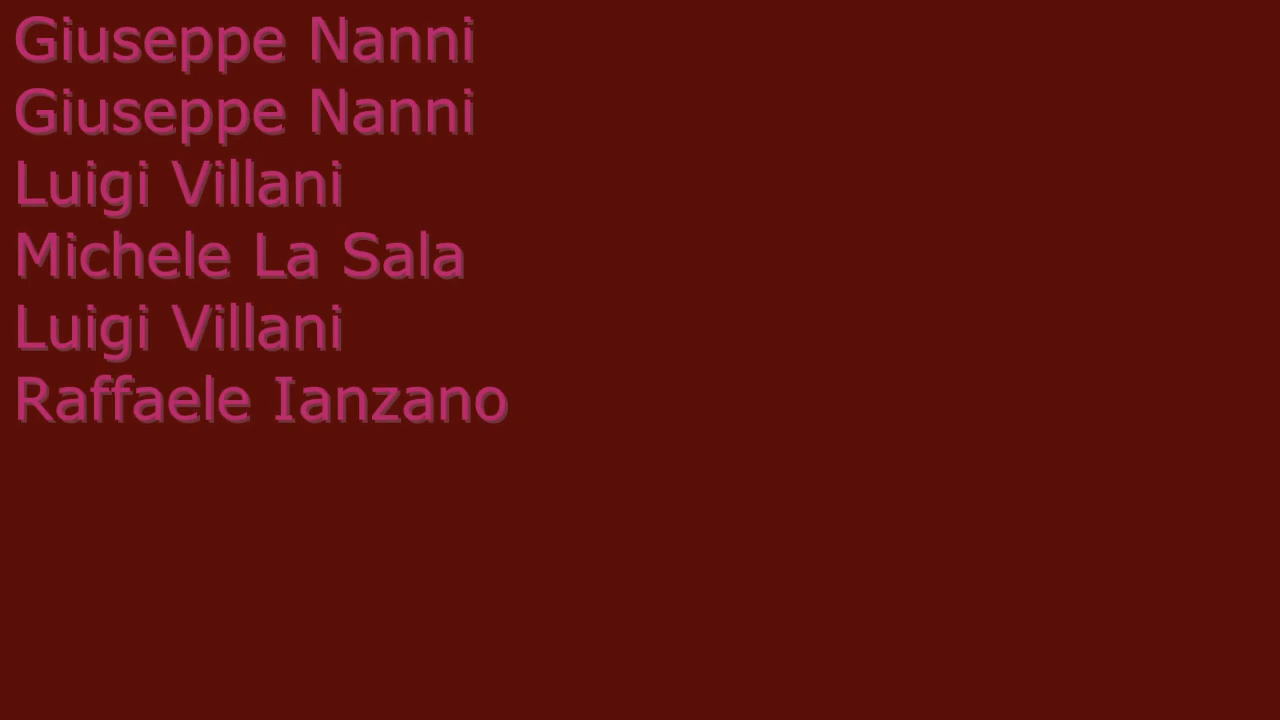 Giuseppe Nanni
Giuseppe Nanni
Luigi Villani
Michele La Sala
Luigi Villani
Raffaele Ianzano